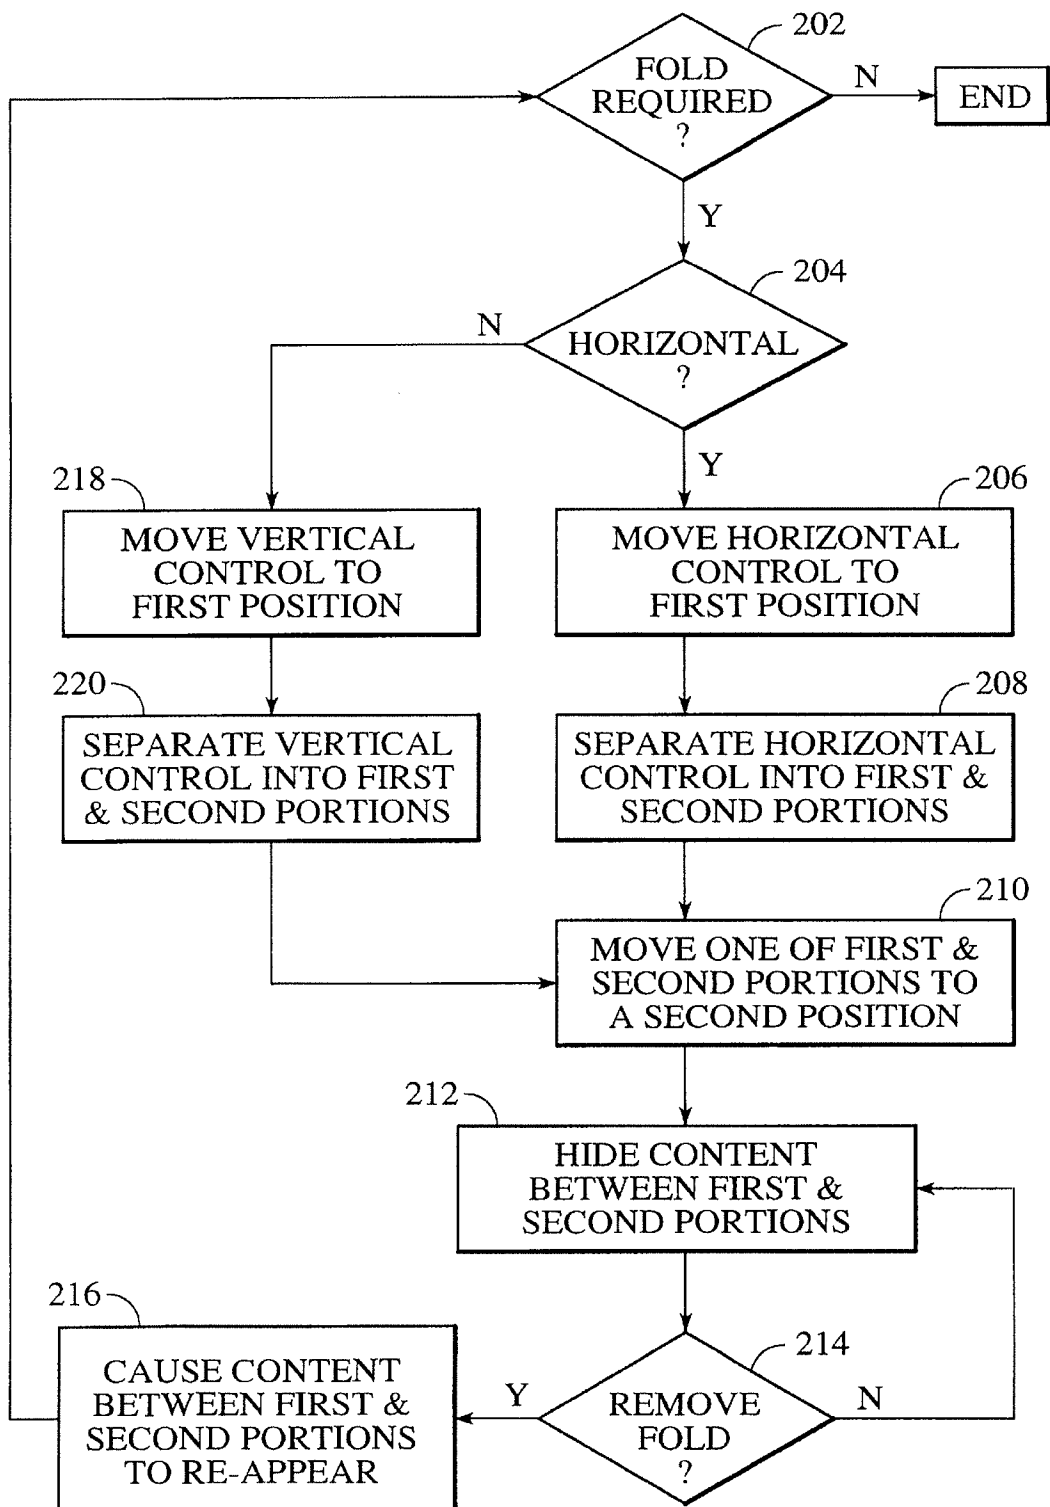 202
FOLD
REQUIRED
?
N
END
Y
204
HORIZONTAL
?
N
Y
218
MOVE VERTICAL
CONTROL TO
FIRST POSITION
206
MOVE HORIZONTAL
CONTROL TO
FIRST POSITION
220
SEPARATE VERTICAL
CONTROL INTO FIRST
& SECOND PORTIONS
208
SEPARATE HORIZONTAL
CONTROL INTO FIRST &
SECOND PORTIONS
210
MOVE ONE OF FIRST &
SECOND PORTIONS TO
A SECOND POSITION
212
HIDE CONTENT
BETWEEN FIRST &
SECOND PORTIONS
214
REMOVE
FOLD
?
N
Y
216
CAUSE CONTENT
BETWEEN FIRST &
SECOND PORTIONS
TO RE-APPEAR